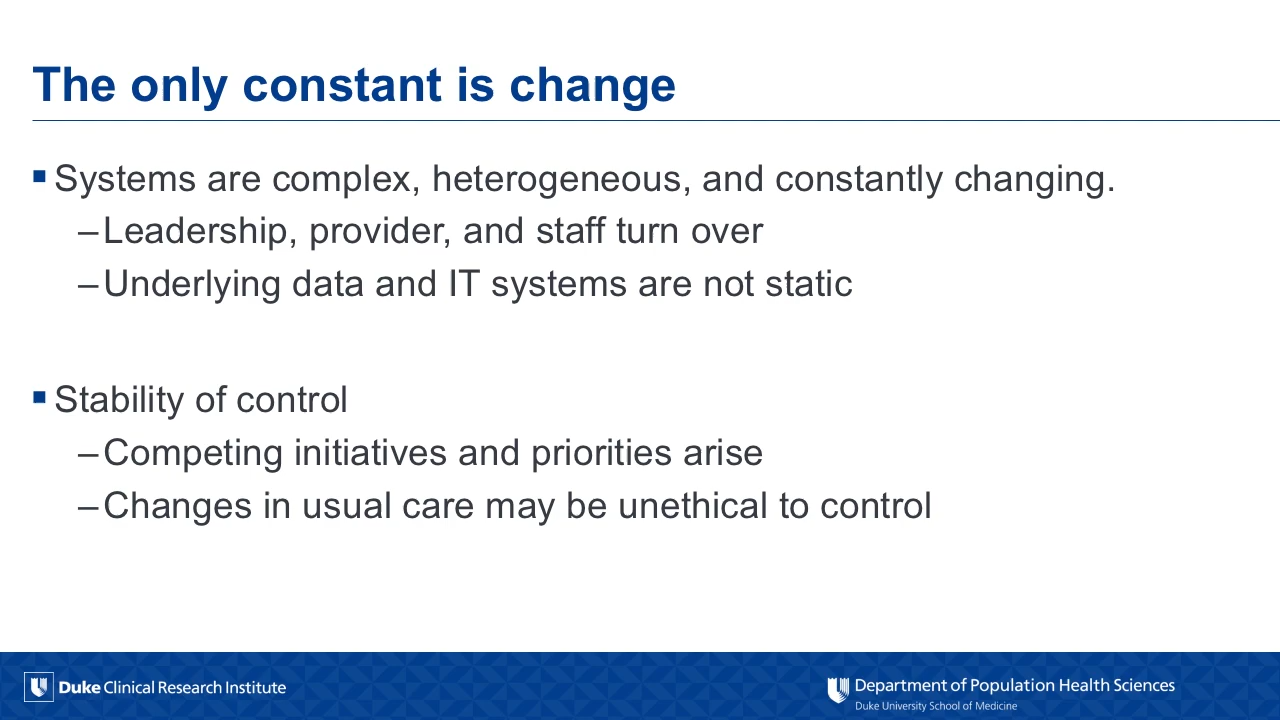 The only constant is change
▪ Systems are complex, heterogeneous, and constantly changing.
–Leadership, provider, and staff turn over
–Underlying data and IT systems are not static
▪ Stability of control
–Competing initiatives and priorities arise
–Changes in usual care may be unethical to control
Duke Clinical Research Institute
Department of Population Health Sciences
Duke University School of Medicine